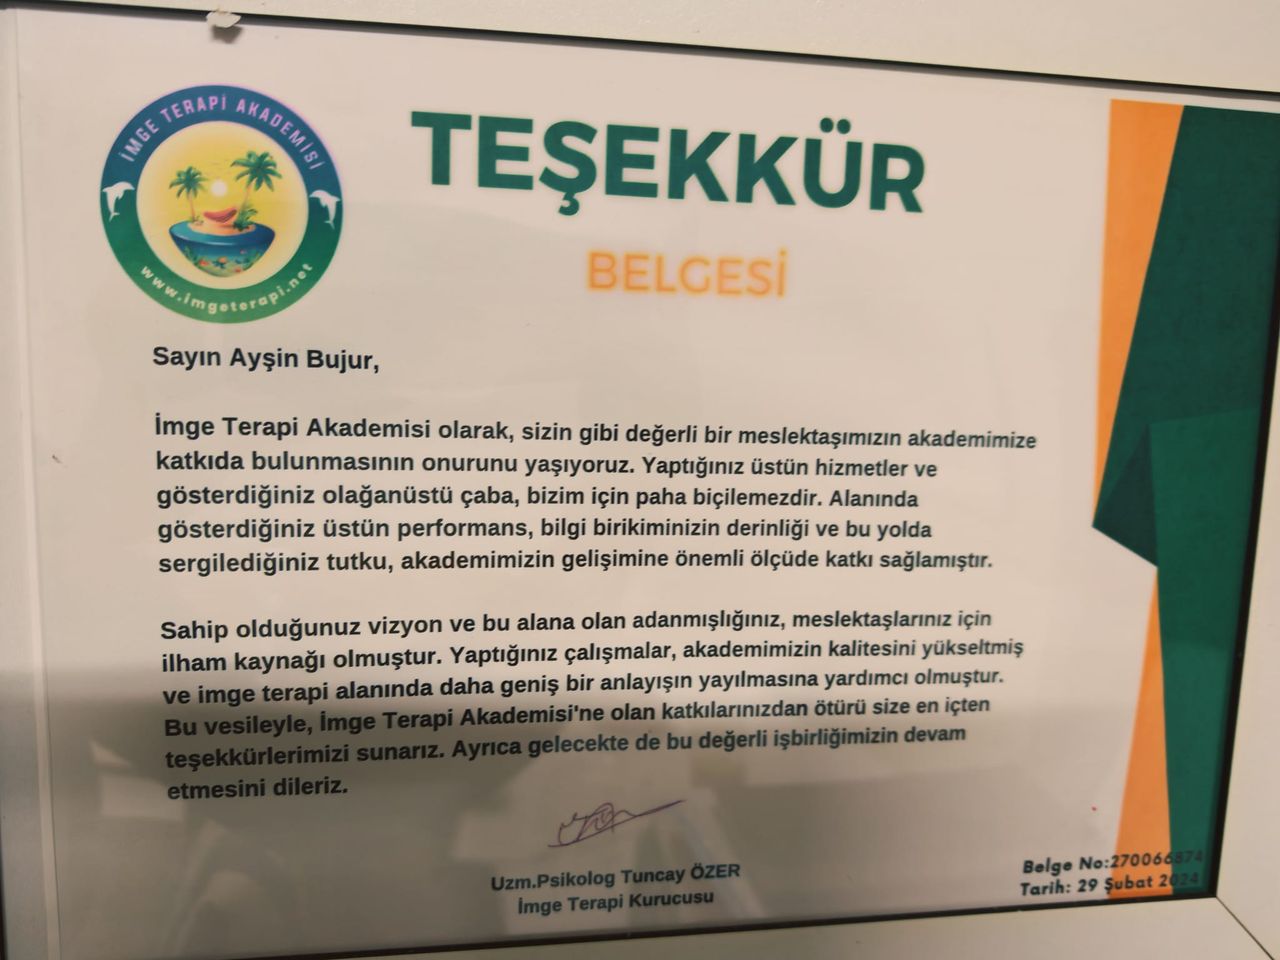 İMGE TERAPİ AKADEMİSİ
www.imgeterapi.net
TEŞEKKÜR
BELGESİ
Sayın Ayşin Bujur,
İmge Terapi Akademisi olarak, sizin gibi değerli bir meslektaşımızın akademimize
katkıda bulunmasının onurunu yaşıyoruz. Yaptığınız üstün hizmetler ve
gösterdiğiniz olağanüstü çaba, bizim için paha biçilemezdir. Alanında
gösterdiğiniz üstün performans, bilgi birikiminizin derinliği ve bu yolda
sergilediğiniz tutku, akademimizin gelişimine önemli ölçüde katkı sağlamıştır.
Sahip olduğunuz vizyon ve bu alana olan adanmışlığınız, meslektaşlarınız için
ilham kaynağı olmuştur. Yaptığınız çalışmalar, akademimizin kalitesini yükseltmiş
ve imge terapi alanında daha geniş bir anlayışın yayılmasına yardımcı olmuştur.
Bu vesileyle, İmge Terapi Akademisi'ne olan katkılarınızdan ötürü size en içten
teşekkürlerimizi sunarız. Ayrıca gelecekte de bu değerli işbirliğimizin devam
etmesini dileriz.
Uzm.Psikolog Tuncay ÖZER
İmge Terapi Kurucusu
Belge No:270066874
Tarih: 29 Şubat 2024